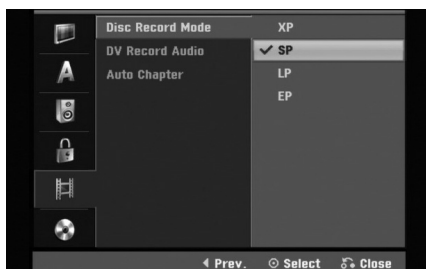 Disc Record Mode
DV Record Audio
Auto Chapter
XP
✓ SP
LP
EP
Prev. Select Close